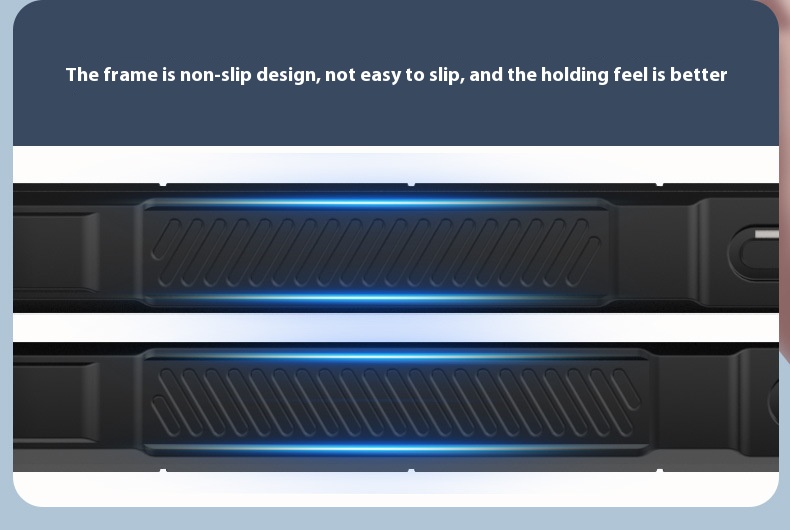 The frame is non-slip design, not easy to slip, and the holding feel is better